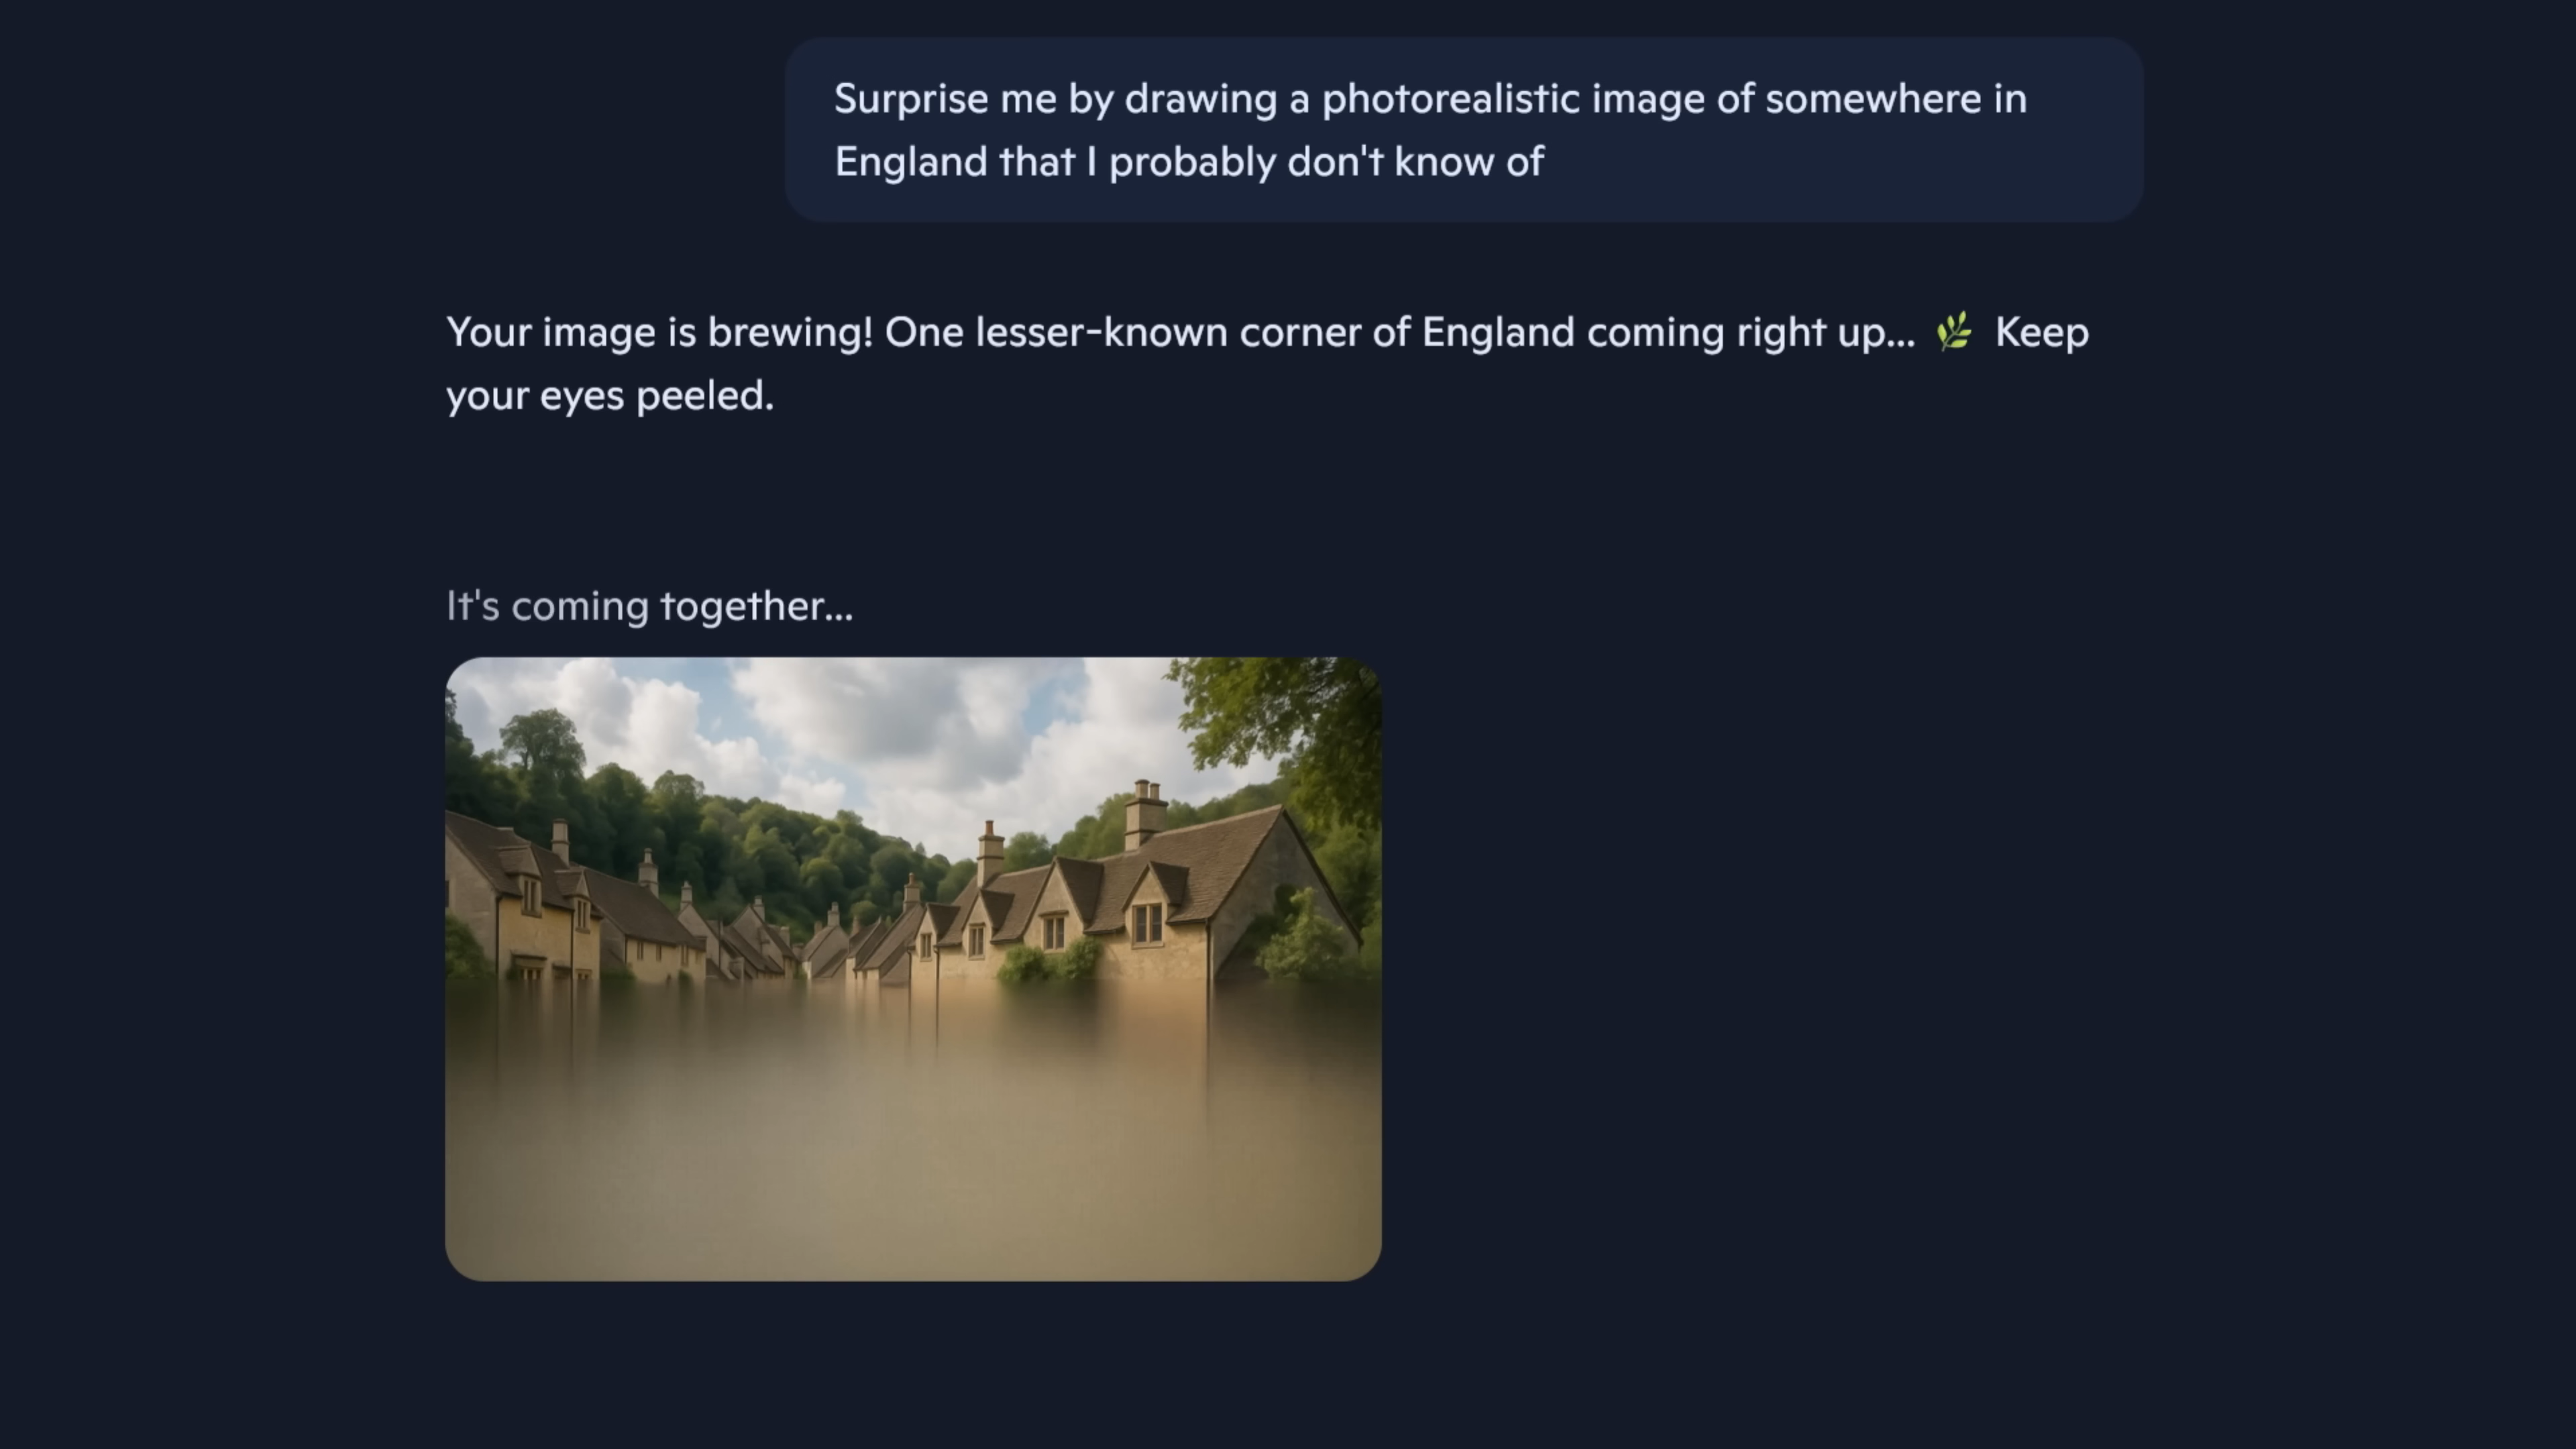 Surprise me by drawing a photorealistic image of somewhere in
England that I probably don't know of
Your image is brewing! One lesser-known corner of England coming right up... 🌿 Keep
your eyes peeled.
It's coming together...